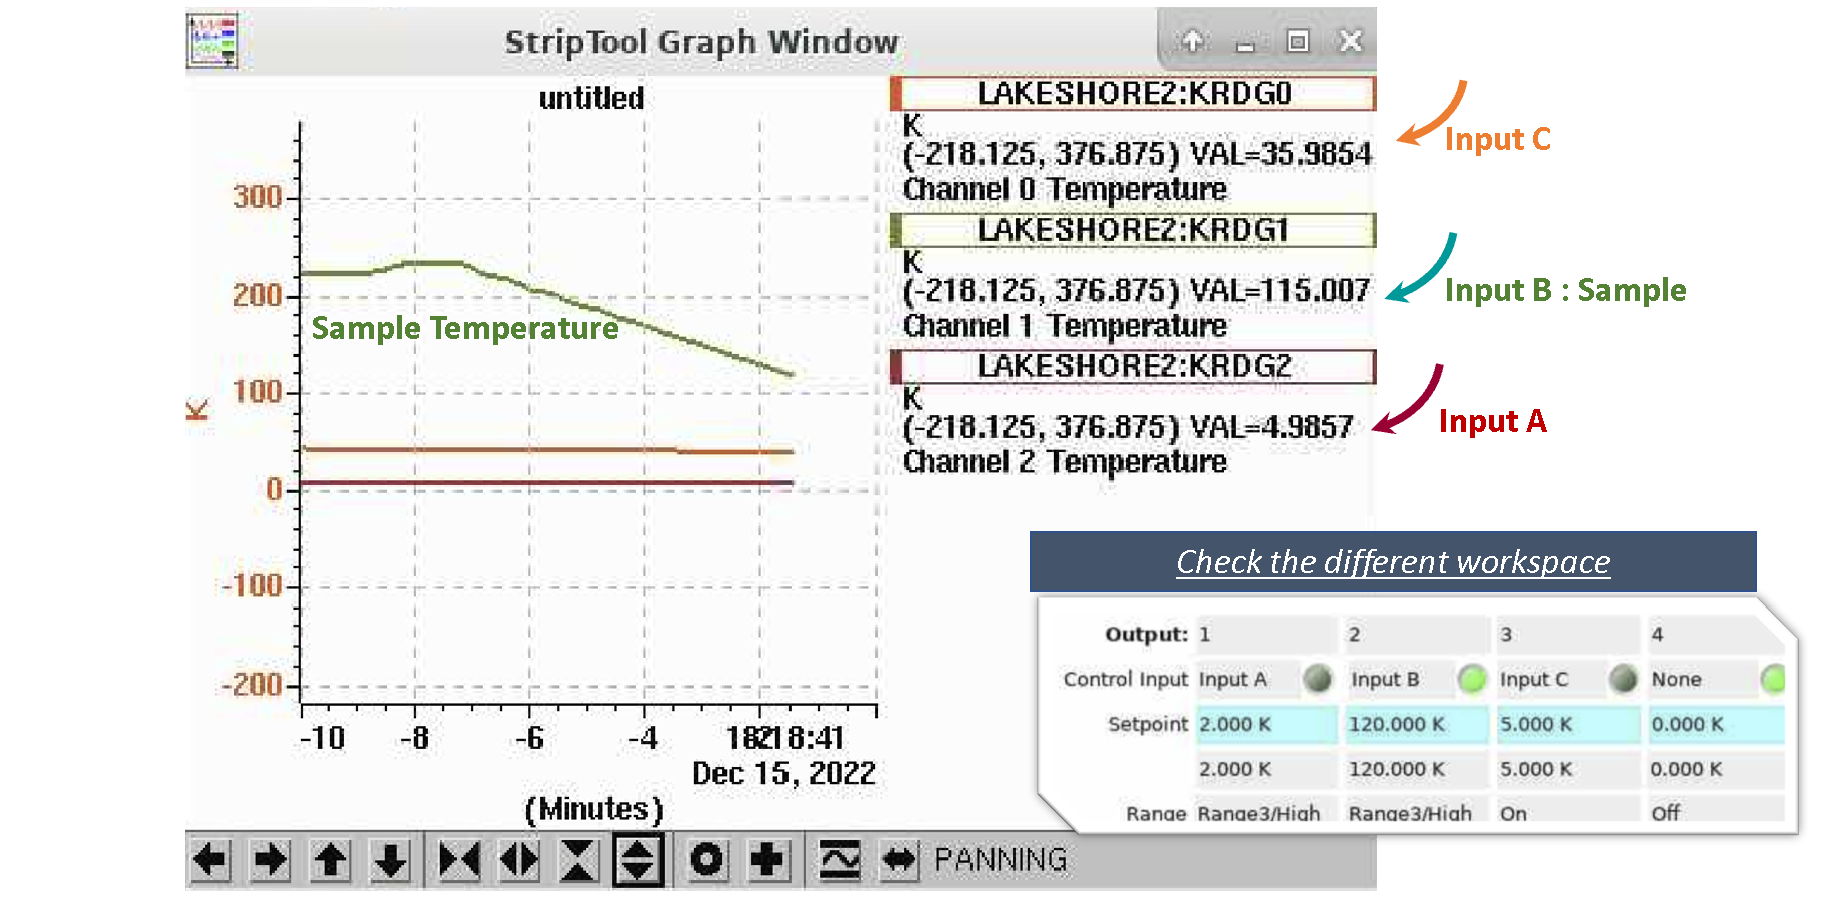 StripTool Graph Window
untitled
LAKESHORE2:KRDG0
K
(-218.125, 376.875) VAL=35.9854
Channel 0 Temperature
Input C
LAKESHORE2:KRDG1
K
(-218.125, 376.875) VAL=115.007
Channel 1 Temperature
Input B : Sample
LAKESHORE2:KRDG2
K
(-218.125, 376.875) VAL=4.9857
Channel 2 Temperature
Input A
300
200
100
0
-100
-200
K
Sample Temperature
-10 -8 -6 -4 18:41
Dec 15, 2022
(Minutes)
PANNING
Check the different workspace
Output: 1 2 3 4
Control Input Input A Input B Input C None
Setpoint 2.000 K 120.000 K 5.000 K 0.000 K
2.000 K 120.000 K 5.000 K 0.000 K
Range Range3/High Range3/High On Off